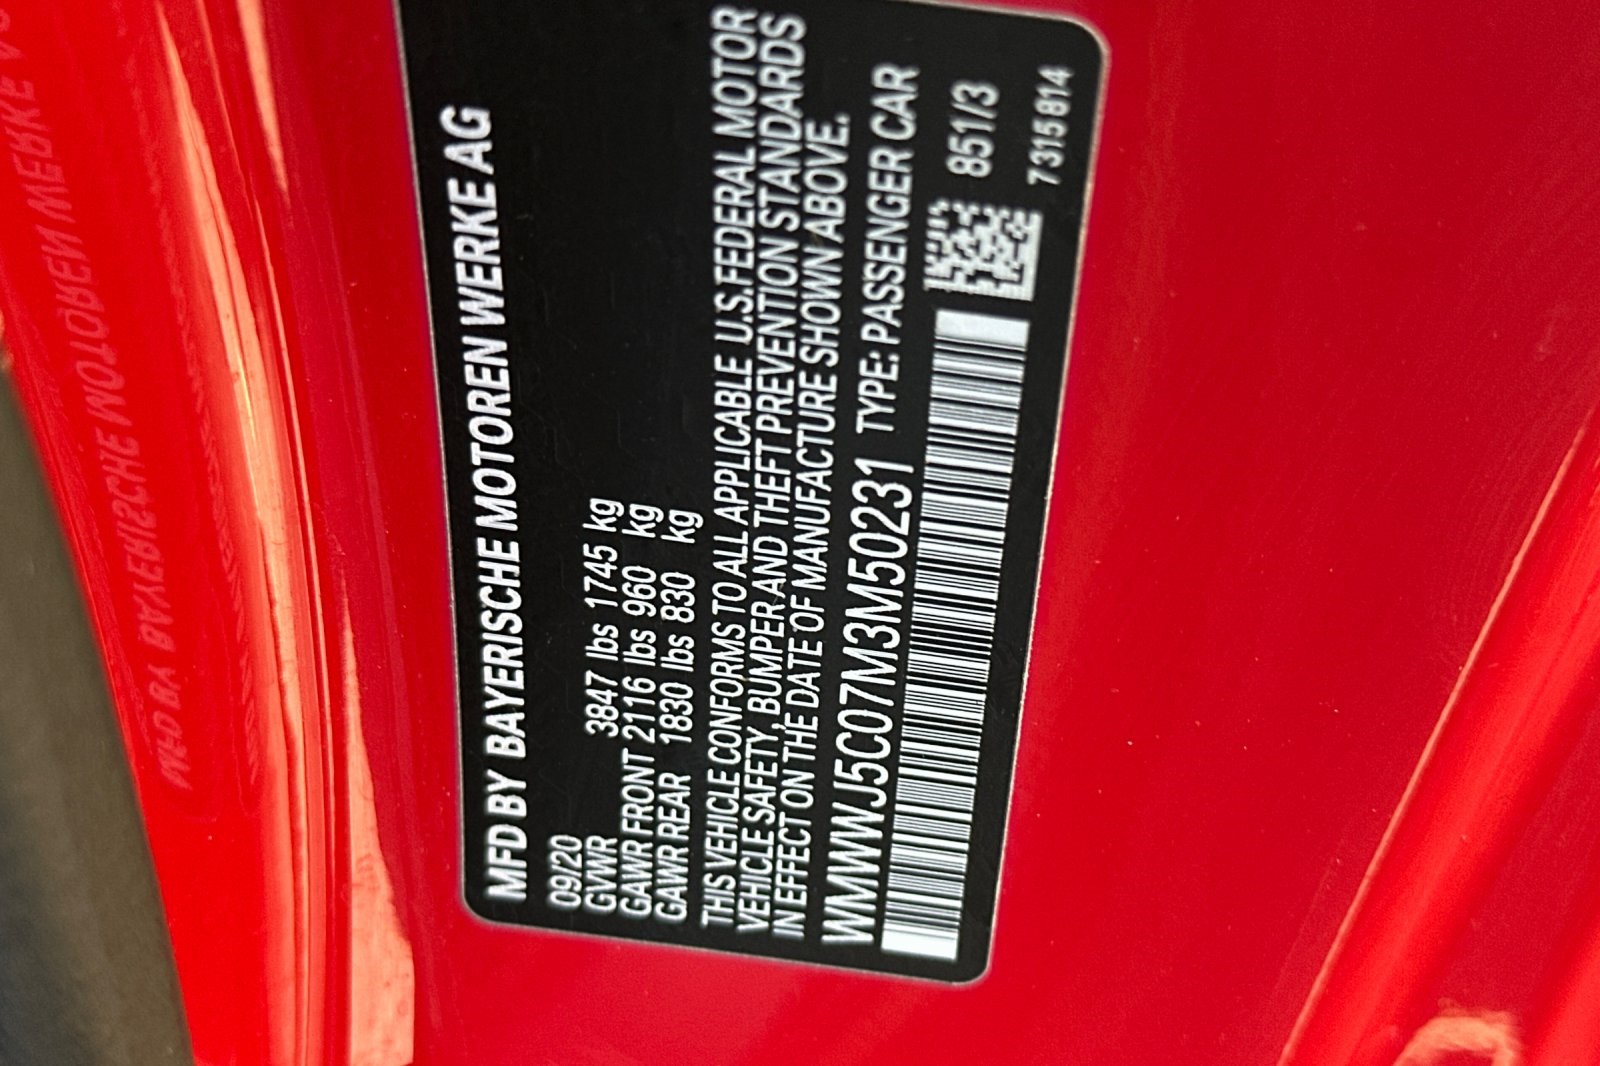 MFD BY BAYERISCHE MOTOREN WERKE AG
09/20
GVWR 3847 lbs 1745 kg
GAWR FRONT 2116 lbs 960 kg
GAWR REAR 1830 lbs 830 kg
THIS VEHICLE CONFORMS TO ALL APPLICABLE U.S.FEDERAL MOTOR
VEHICLE SAFETY, BUMPER AND THEFT PREVENTION STANDARDS
IN EFFECT ON THE DATE OF MANUFACTURE SHOWN ABOVE.
WMWWJ5C07M3M50231 TYPE: PASSENGER CAR
851/3
7315814